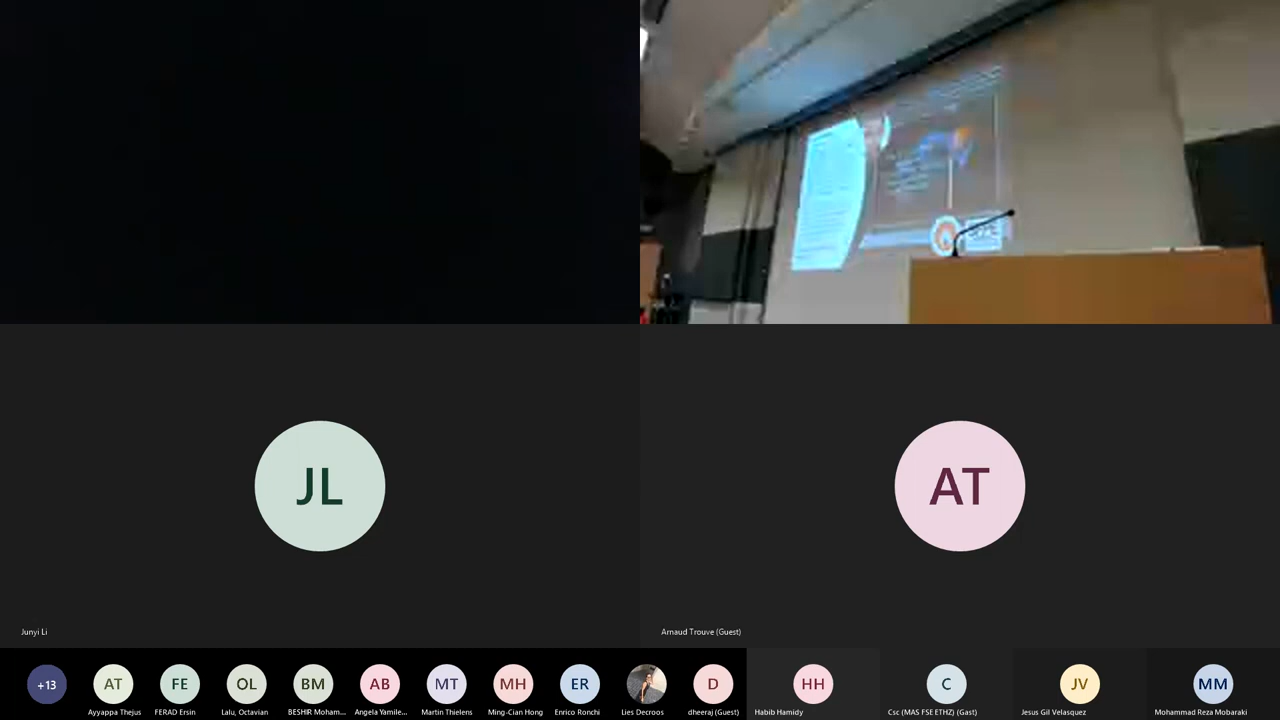 JL
AT
Junyi Li
Arnaud Trouve (Guest)
+13
AT
FE
OL
BM
AB
MT
MH
ER
D
HH
C
JV
MM
Ayyappa Thejus
FERAD Ersin
Lalu, Octavian
BESHIR Moham...
Angela Yamile...
Martin Thielens
Ming-Cian Hong
Enrico Ronchi
Lies Decroos
dheeraj (Guest)
Habib Hamidy
Csc (MAS FSE ETHZ) (Gast)
Jesus Gil Velasquez
Mohammad Reza Mobaraki